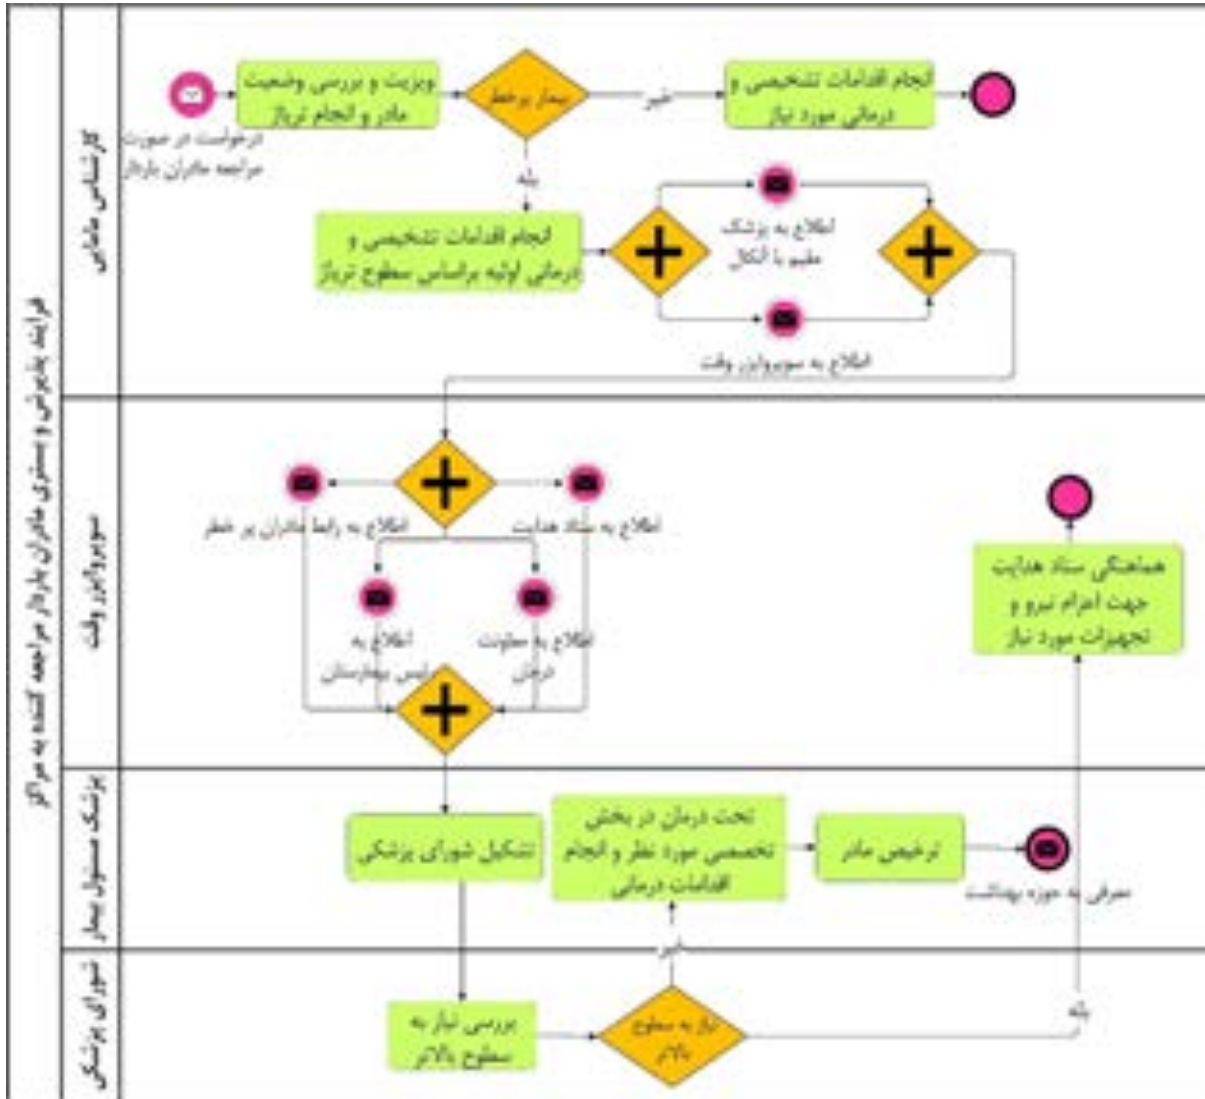 فرایند پذیرش و بستری مادران باردار مراجعه کننده به مراکز
کارشناس مامایی
درخواست در صورت
مراجعه مادران باردار
ویزیت و بررسی وضعیت
مادر و انجام تریاژ
بیمار پرخطر
خیر
انجام اقدامات تشخیصی و
درمانی مورد نیاز
بله
انجام اقدامات تشخیصی و
درمانی اولیه براساس سطوح تریاژ
اطلاع به پزشک
مقیم یا آنکال
اطلاع به سوپروایزر وقت
سوپروایزر وقت
اطلاع به رابط مادران پر خطر
اطلاع به ستاد هدایت
اطلاع به
رئیس بیمارستان
اطلاع به معاونت
درمان
هماهنگی ستاد هدایت
جهت اعزام نیرو و
تجهیزات مورد نیاز
پزشک مسئول بیمار
تشکیل شورای پزشکی
تحت درمان در بخش
تخصصی مورد نظر و انجام
اقدامات درمانی
ترخیص مادر
معرفی به حوزه بهداشت
شورای پزشکی
بررسی نیاز به
سطوح بالاتر
نیاز به سطوح
بالاتر
خیر
بله